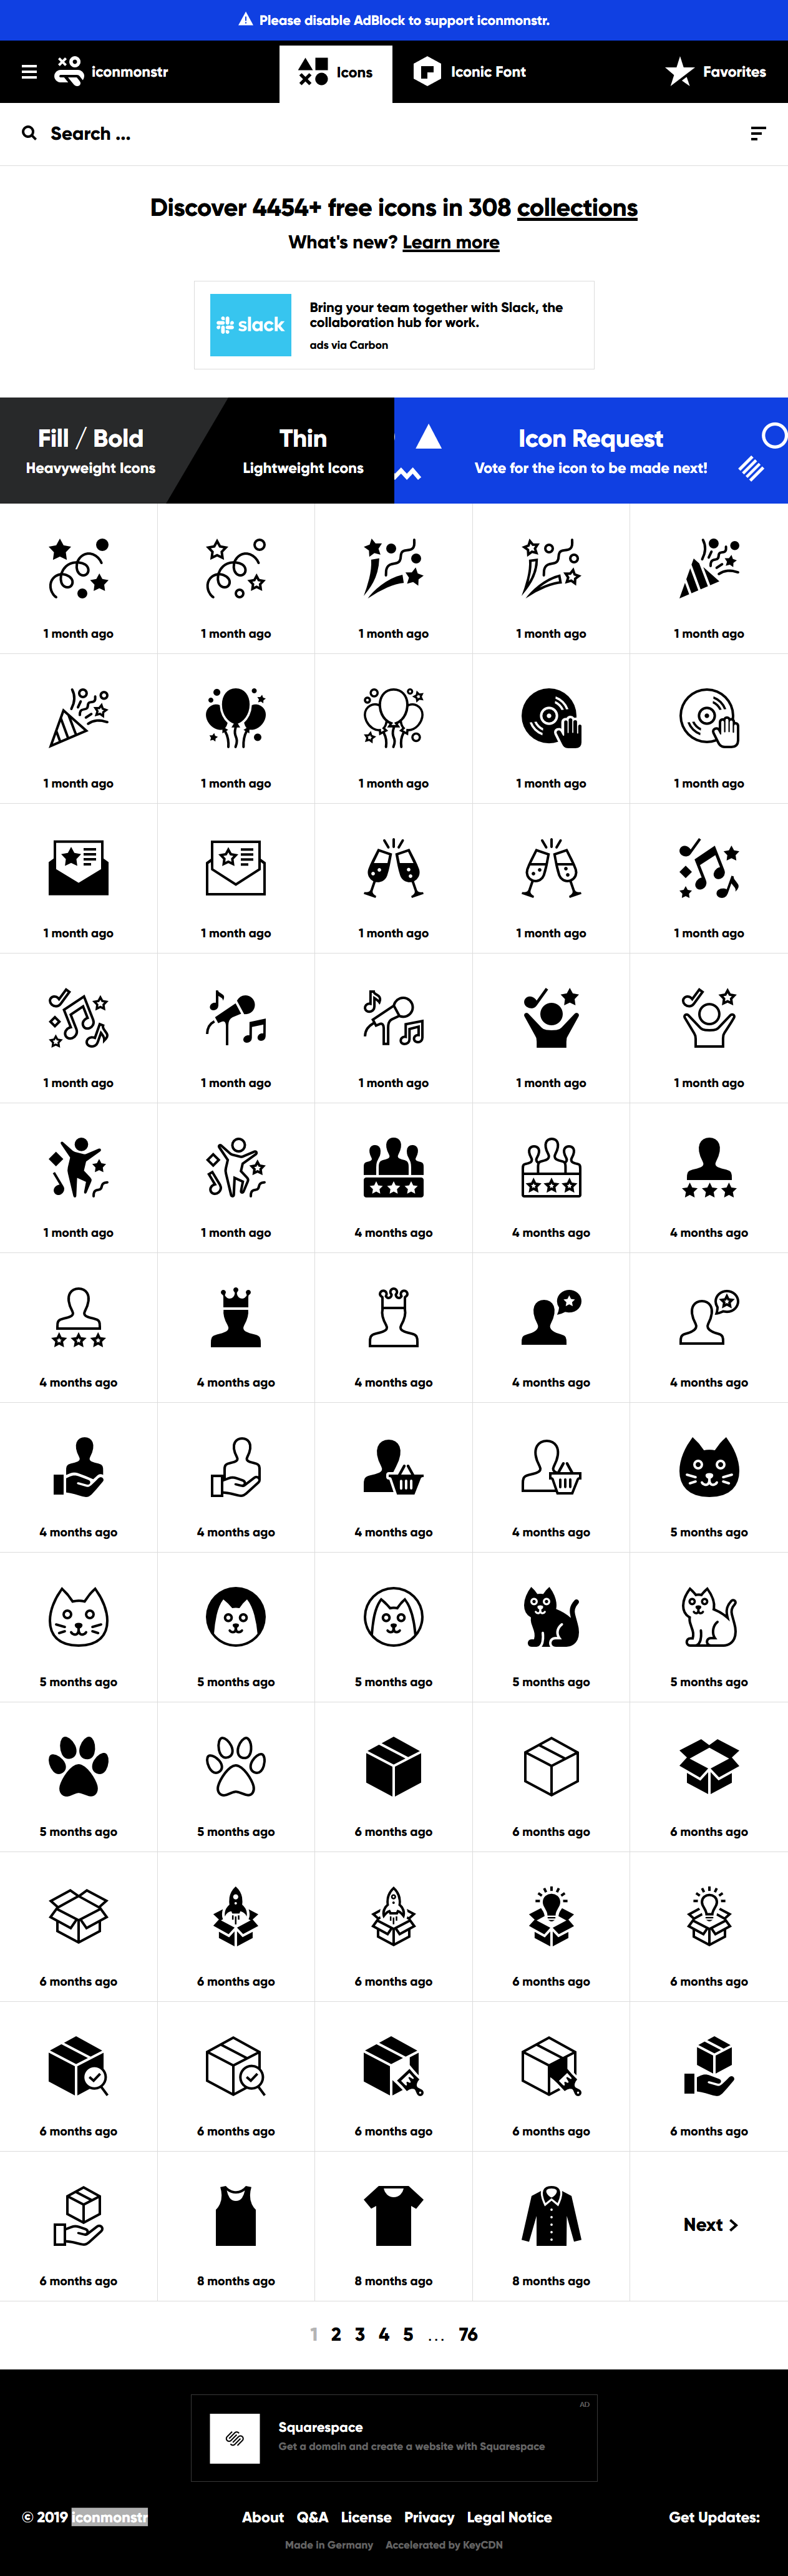 Please disable AdBlock to support iconmonstr.
iconmonstr
Icons
Iconic Font
Favorites
Search ...
Discover 4454+ free icons in 308 collections
What's new? Learn more
slack
Bring your team together with Slack, the
collaboration hub for work.
ads via Carbon
Fill / Bold
Heavyweight Icons
Thin
Lightweight Icons
Icon Request
Vote for the icon to be made next!
1 month ago 1 month ago 1 month ago 1 month ago 1 month ago
1 month ago 1 month ago 1 month ago 1 month ago 1 month ago
1 month ago 1 month ago 1 month ago 1 month ago 1 month ago
1 month ago 1 month ago 1 month ago 1 month ago 1 month ago
1 month ago 1 month ago 4 months ago 4 months ago 4 months ago
4 months ago 4 months ago 4 months ago 4 months ago 4 months ago
4 months ago 4 months ago 4 months ago 4 months ago 5 months ago
5 months ago 5 months ago 5 months ago 5 months ago 5 months ago
5 months ago 5 months ago 6 months ago 6 months ago 6 months ago
6 months ago 6 months ago 6 months ago 6 months ago 6 months ago
6 months ago 6 months ago 6 months ago 6 months ago 6 months ago
Next >
6 months ago 8 months ago 8 months ago 8 months ago
1 2 3 4 5 ... 76
AD
Squarespace
Get a domain and create a website with Squarespace
© 2019 iconmonstr
About Q&A License Privacy Legal Notice
Get Updates:
Made in Germany Accelerated by KeyCDN